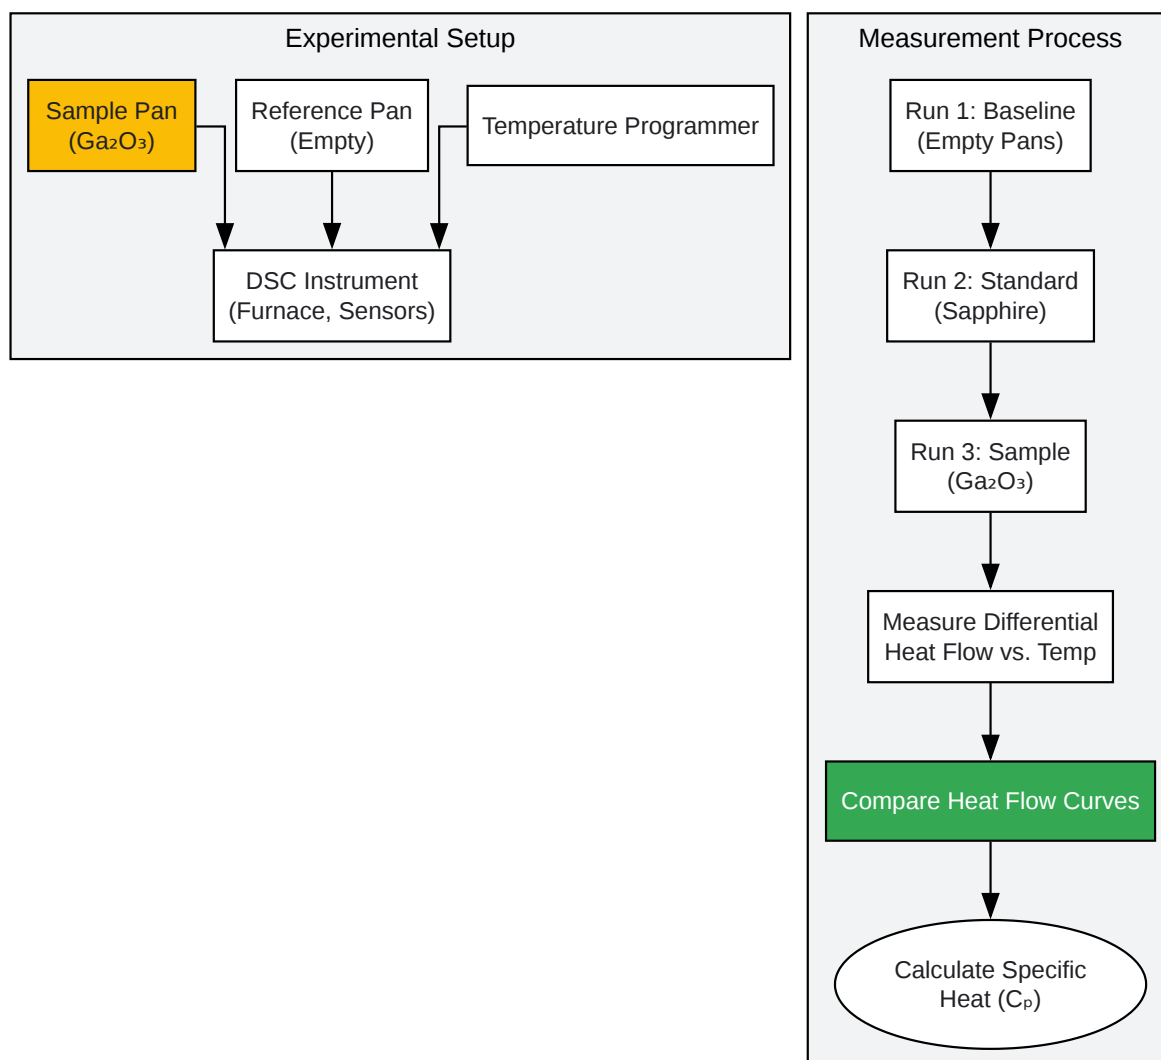 Experimental Setup
Sample Pan
(Ga₂O₃)
Reference Pan
(Empty)
Temperature Programmer
DSC Instrument
(Furnace, Sensors)
Measurement Process
Run 1: Baseline
(Empty Pans)
Run 2: Standard
(Sapphire)
Run 3: Sample
(Ga₂O₃)
Measure Differential
Heat Flow vs. Temp
Compare Heat Flow Curves
Calculate Specific
Heat (Cₚ)